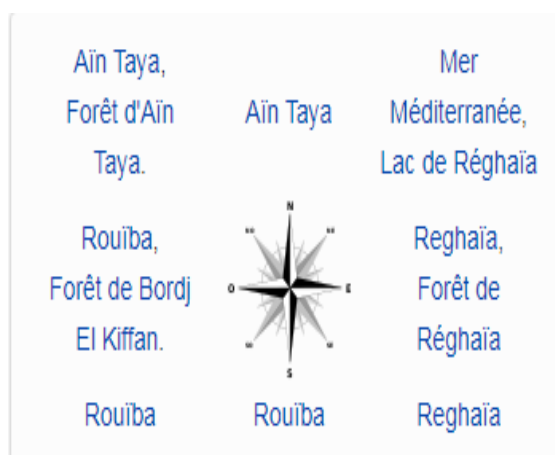 Aïn Taya,
Forêt d'Aïn
Taya.
Aïn Taya
Mer
Méditerranée,
Lac de Réghaïa
Rouïba,
Forêt de Bordj
El Kiffan.
N
O
E
S
Reghaïa,
Forêt de
Réghaïa
Rouïba
Rouïba
Reghaïa